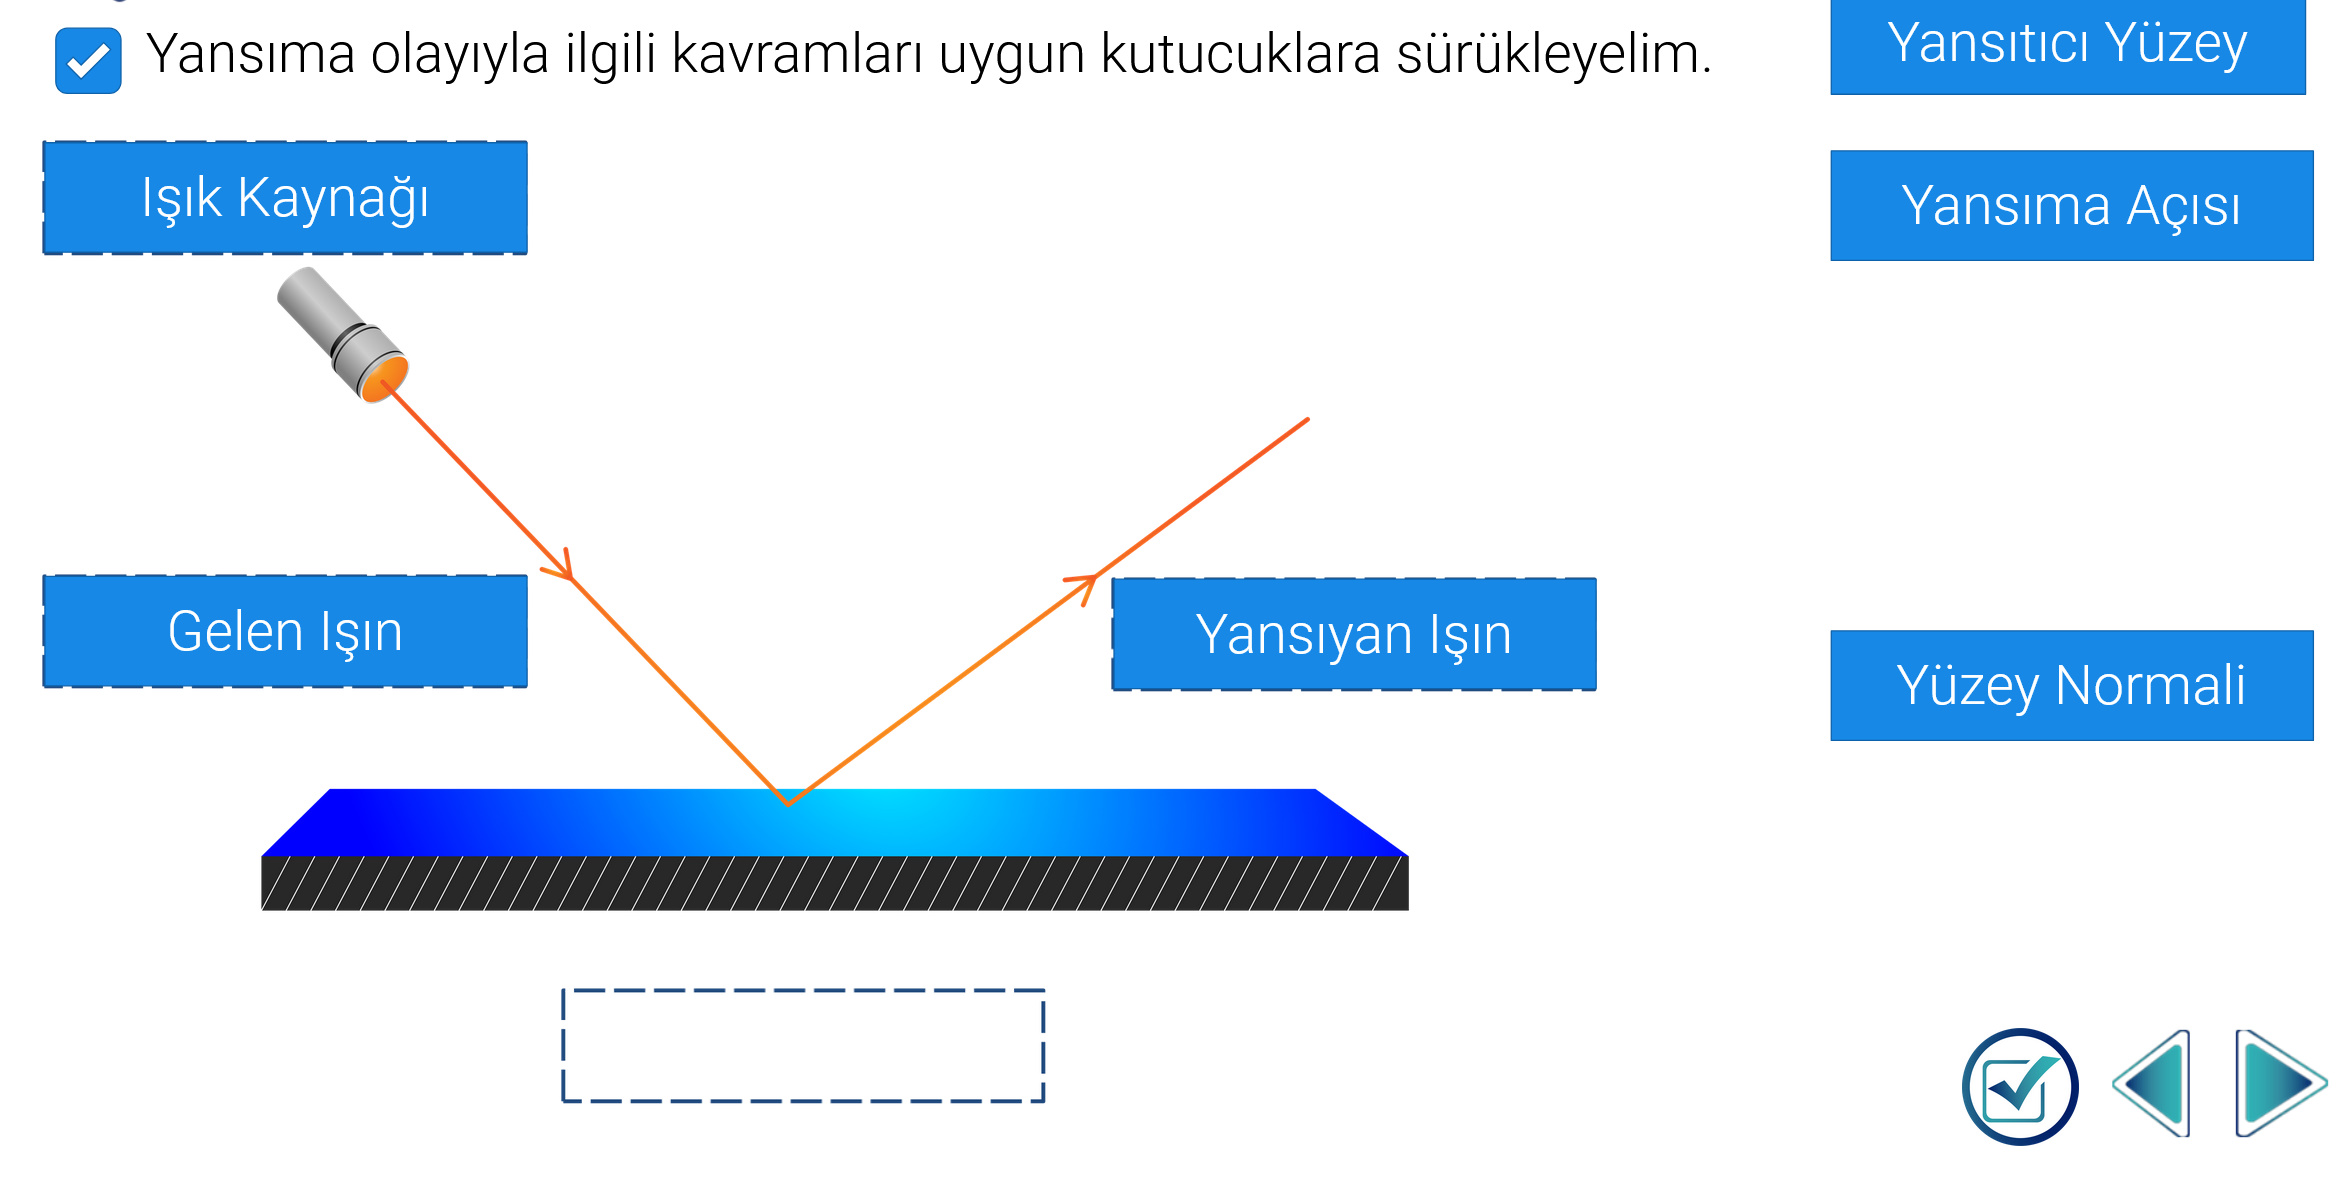 Yansıma olayıyla ilgili kavramları uygun kutucuklara sürükleyelim.
Yansıtıcı Yüzey
Işık Kaynağı
Yansıma Açısı
Gelen Işın
Yansıyan Işın
Yüzey Normali